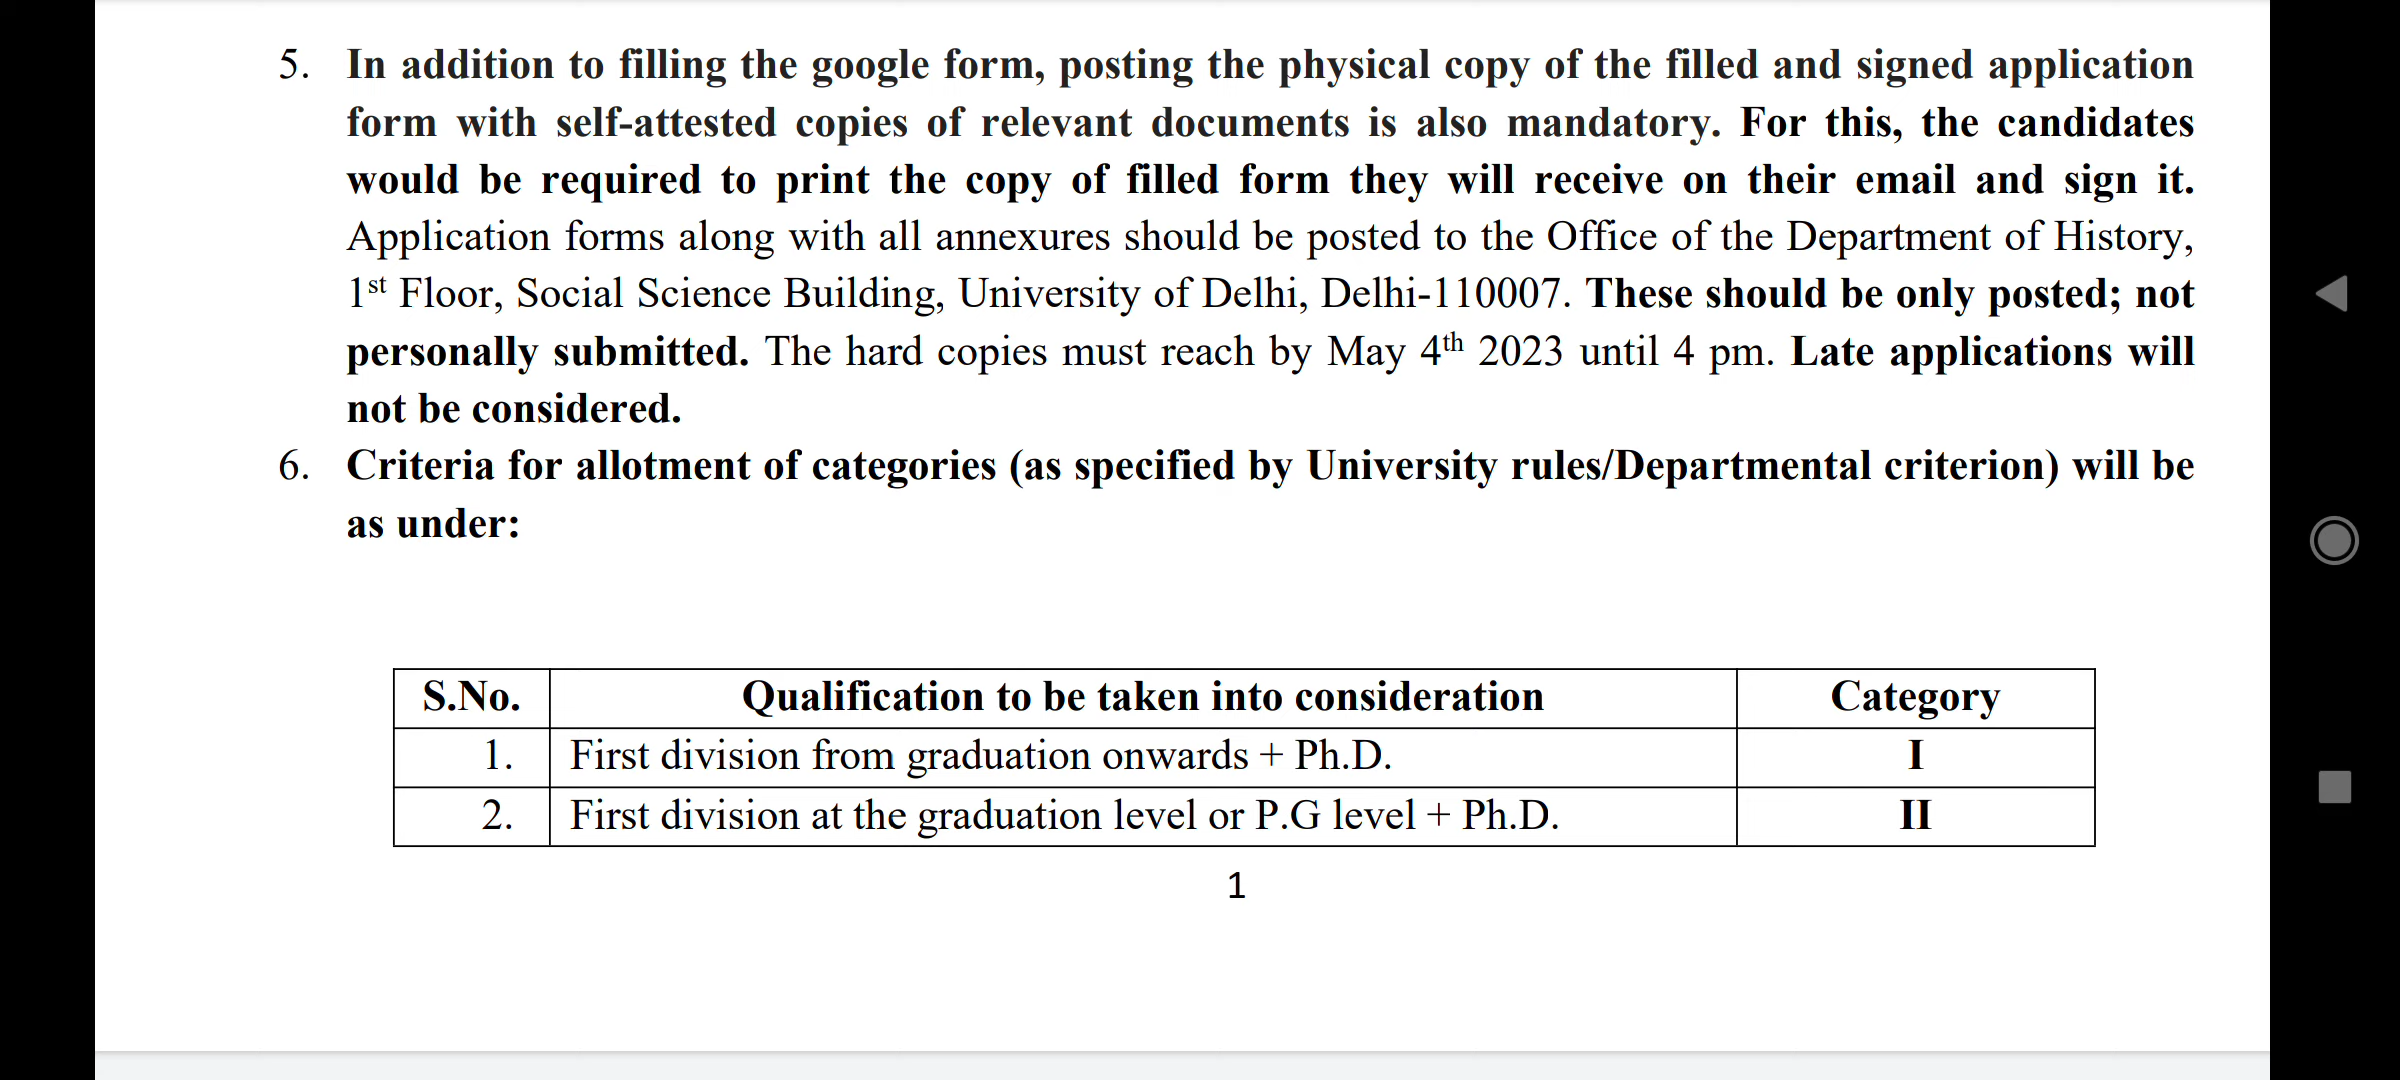 5. In addition to filling the google form, posting the physical copy of the filled and signed application
form with self-attested copies of relevant documents is also mandatory. For this, the candidates
would be required to print the copy of filled form they will receive on their email and sign it.
Application forms along with all annexures should be posted to the Office of the Department of History,
1st Floor, Social Science Building, University of Delhi, Delhi-110007. These should be only posted; not
personally submitted. The hard copies must reach by May 4th 2023 until 4 pm. Late applications will
not be considered.
6. Criteria for allotment of categories (as specified by University rules/Departmental criterion) will be
as under:
S.No. Qualification to be taken into consideration Category
1. First division from graduation onwards + Ph.D. I
2. First division at the graduation level or P.G level + Ph.D. II
1